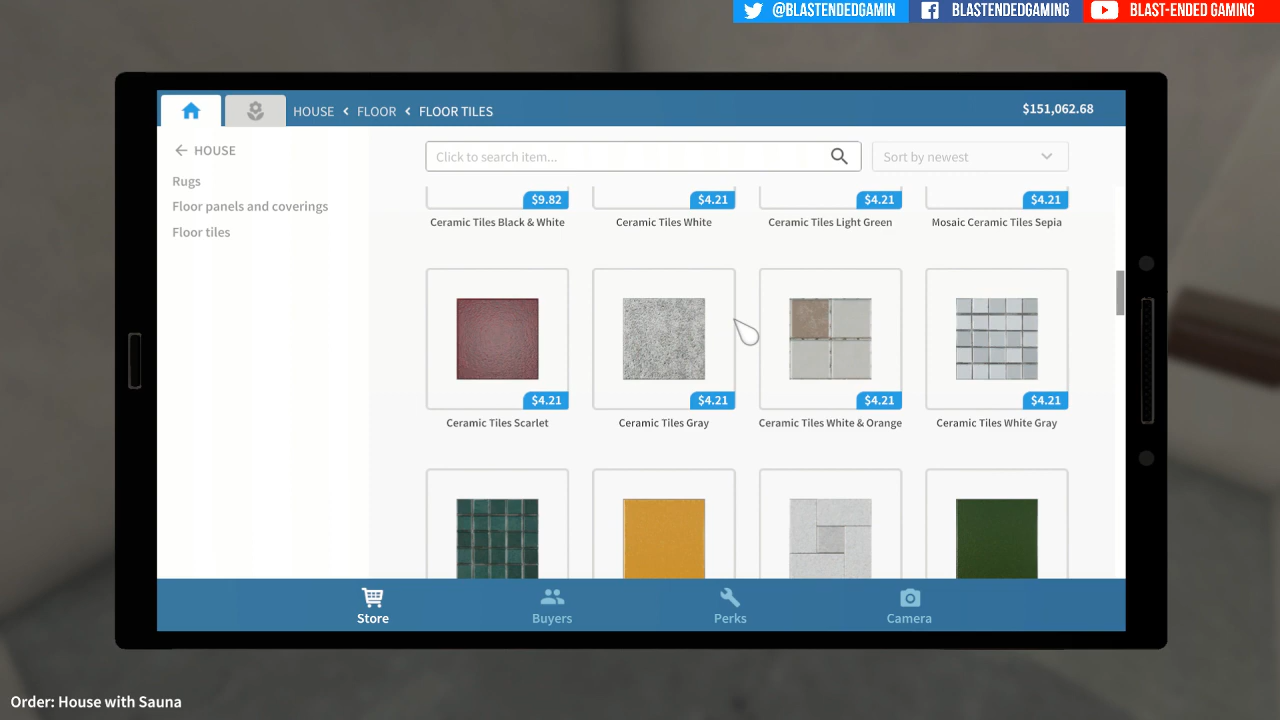 @BLASTENDEDGAMIN
BLASTENDEDGAMING
BLAST-ENDED GAMING
HOUSE < FLOOR < FLOOR TILES
$151,062.68
HOUSE
Rugs
Floor panels and coverings
Floor tiles
Click to search item...
Sort by newest
$9.82
$4.21
$4.21
$4.21
Ceramic Tiles Black & White
Ceramic Tiles White
Ceramic Tiles Light Green
Mosaic Ceramic Tiles Sepia
$4.21
$4.21
$4.21
$4.21
Ceramic Tiles Scarlet
Ceramic Tiles Gray
Ceramic Tiles White & Orange
Ceramic Tiles White Gray
Store
Buyers
Perks
Camera
Order: House with Sauna